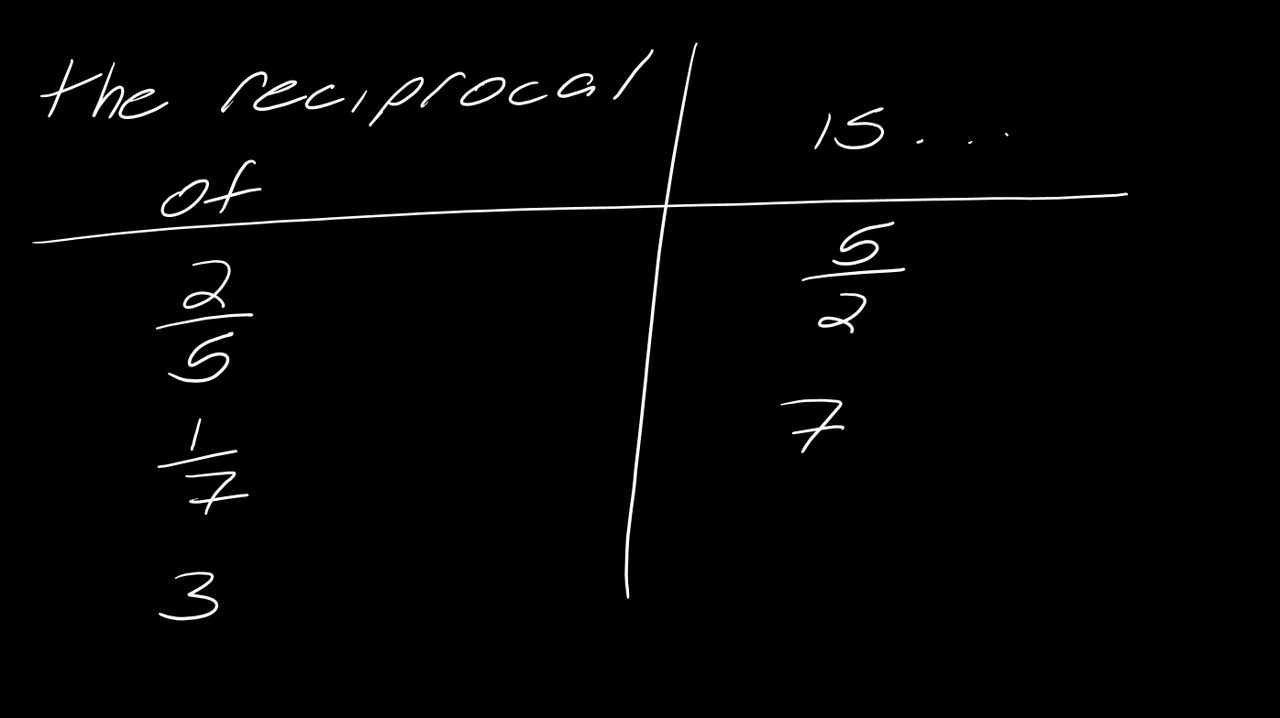 the reciprocal
of
is...
2/5
5/2
1/7
7
3